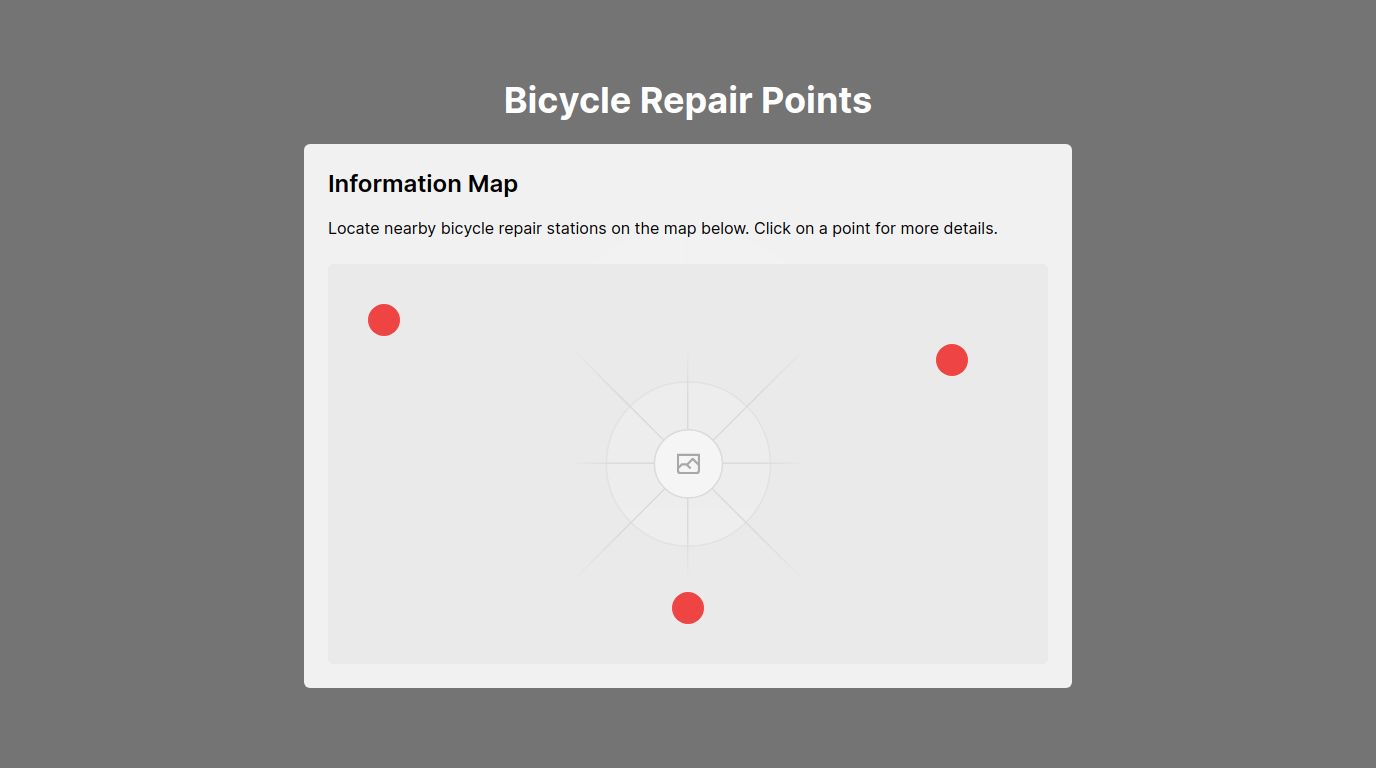 Bicycle Repair Points
Information Map
Locate nearby bicycle repair stations on the map below. Click on a point for more details.